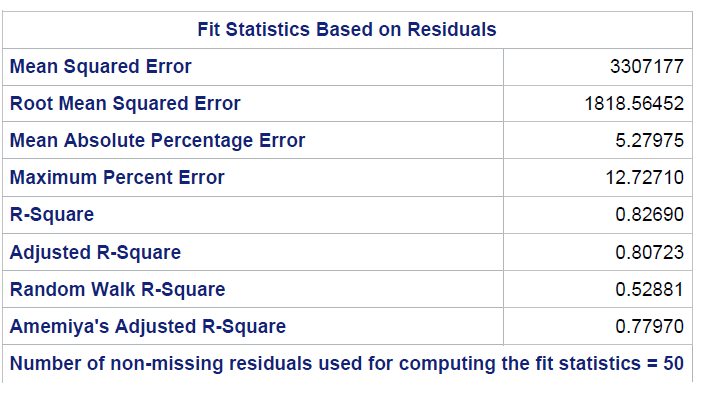 Fit Statistics Based on Residuals
Mean Squared Error 3307177
Root Mean Squared Error 1818.56452
Mean Absolute Percentage Error 5.27975
Maximum Percent Error 12.72710
R-Square 0.82690
Adjusted R-Square 0.80723
Random Walk R-Square 0.52881
Amemiya's Adjusted R-Square 0.77970
Number of non-missing residuals used for computing the fit statistics = 50